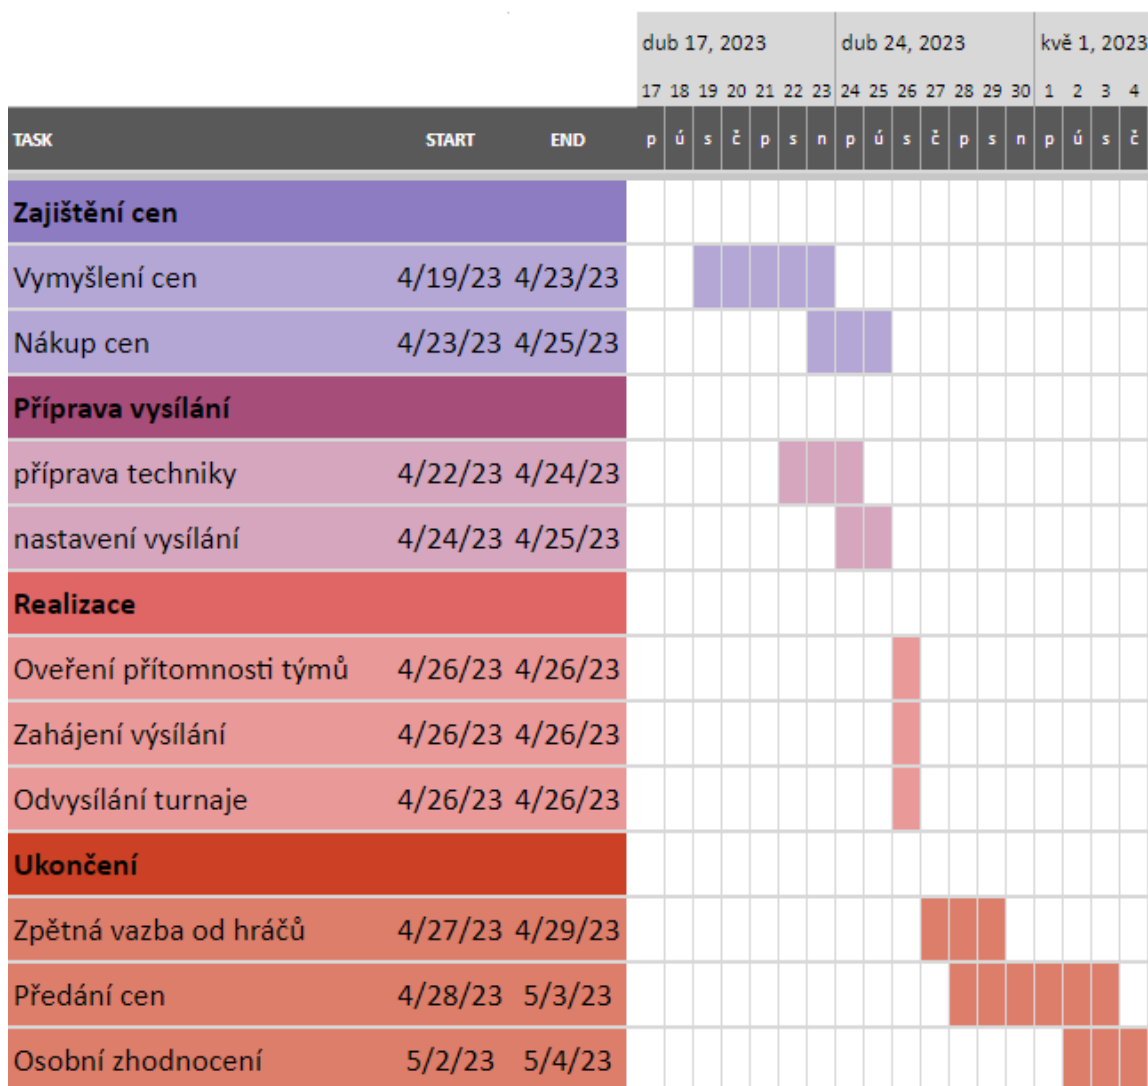 dub 17, 2023 dub 24, 2023 kvě 1, 2023
17 18 19 20 21 22 23 24 25 26 27 28 29 30 1 2 3 4
TASK START END p ú s č p s n p ú s č p s n p ú s č
Zajištění cen
Vymyšlení cen 4/19/23 4/23/23
Nákup cen 4/23/23 4/25/23
Příprava vysílání
příprava techniky 4/22/23 4/24/23
nastavení vysílání 4/24/23 4/25/23
Realizace
Oveření přítomnosti týmů 4/26/23 4/26/23
Zahájení výsílání 4/26/23 4/26/23
Odvysílání turnaje 4/26/23 4/26/23
Ukončení
Zpětná vazba od hráčů 4/27/23 4/29/23
Předání cen 4/28/23 5/3/23
Osobní zhodnocení 5/2/23 5/4/23